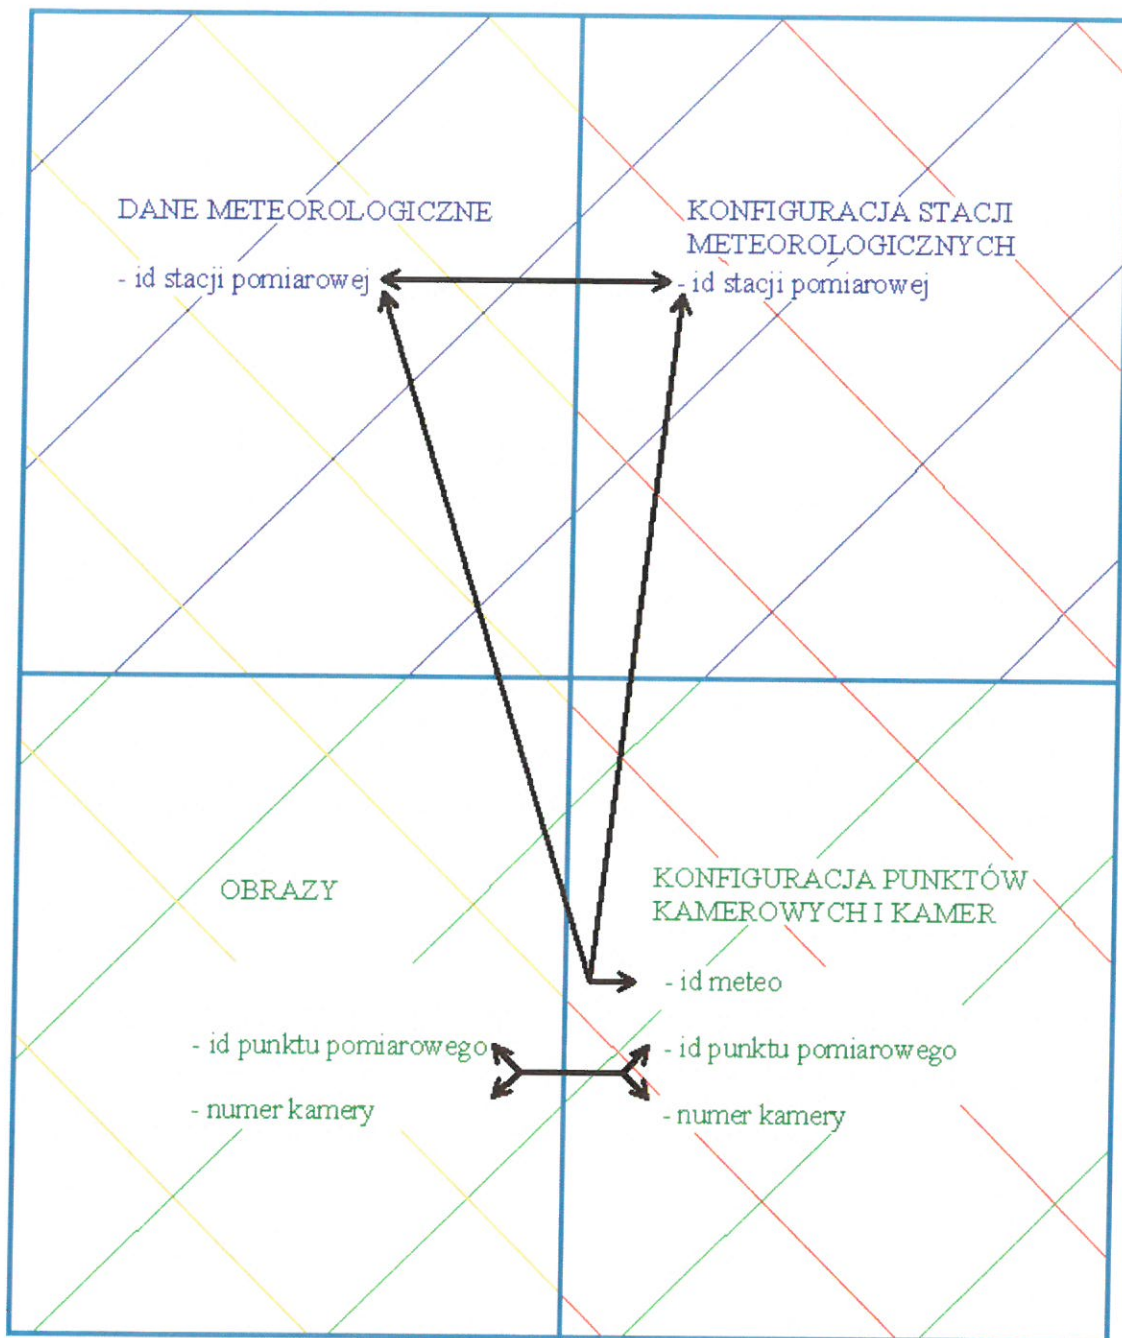 DANE METEOROLOGICZNE
- id stacji pomiarowej
KONFIGURACJA STACJI
METEOROLOGICZNYCH
- id stacji pomiarowej
OBRAZY
- id punktu pomiarowego
- numer kamery
KONFIGURACJA PUNKTÓW
KAMEROWYCH I KAMER
- id meteo
- id punktu pomiarowego
- numer kamery